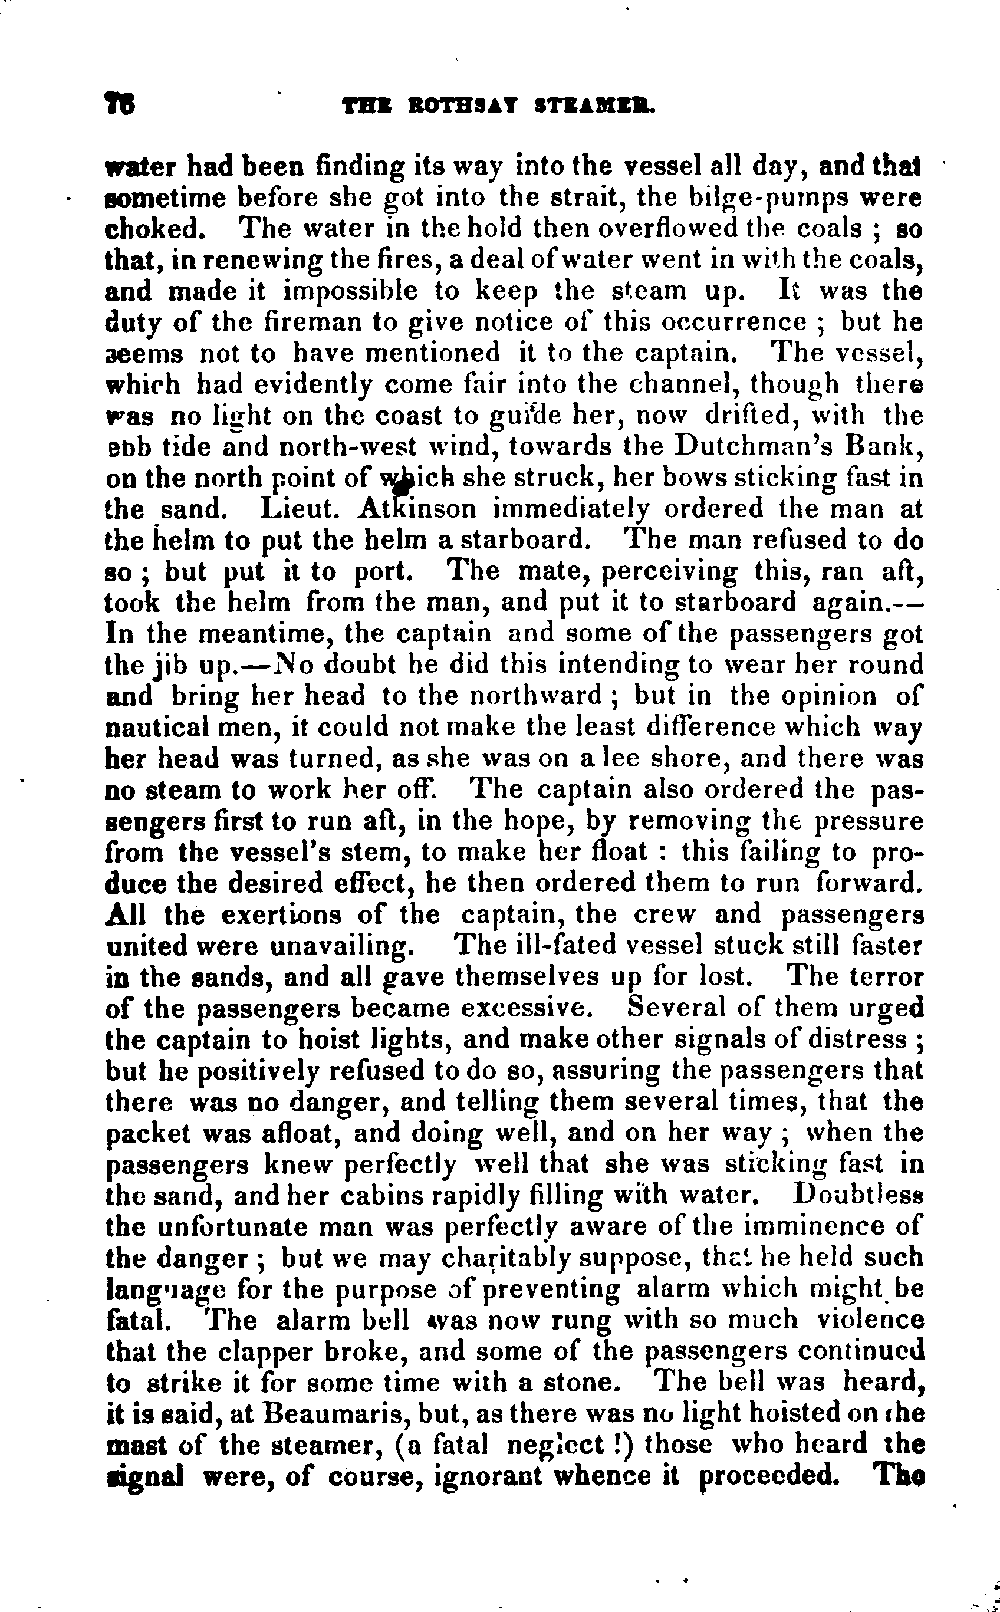 76 THE ROTHSAY STEAMER.
water had been finding its way into the vessel all day, and that
sometime before she got into the strait, the bilge-pumps were
choked. The water in the hold then overflowed the coals ; so
that, in renewing the fires, a deal of water went in with the coals,
and made it impossible to keep the steam up. It was the
duty of the fireman to give notice of this occurrence ; but he
seems not to have mentioned it to the captain. The vessel,
which had evidently come fair into the channel, though there
was no light on the coast to guide her, now drifted, with the
ebb tide and north-west wind, towards the Dutchman's Bank,
on the north point of which she struck, her bows sticking fast in
the sand. Lieut. Atkinson immediately ordered the man at
the helm to put the helm a starboard. The man refused to do
so ; but put it to port. The mate, perceiving this, ran aft,
took the helm from the man, and put it to starboard again.--
In the meantime, the captain and some of the passengers got
the jib up.—No doubt he did this intending to wear her round
and bring her head to the northward ; but in the opinion of
nautical men, it could not make the least difference which way
her head was turned, as she was on a lee shore, and there was
no steam to work her off. The captain also ordered the pas-
sengers first to run aft, in the hope, by removing the pressure
from the vessel's stem, to make her float : this failing to pro-
duce the desired effect, he then ordered them to run forward.
All the exertions of the captain, the crew and passengers
united were unavailing. The ill-fated vessel stuck still faster
in the sands, and all gave themselves up for lost. The terror
of the passengers became excessive. Several of them urged
the captain to hoist lights, and make other signals of distress ;
but he positively refused to do so, assuring the passengers that
there was no danger, and telling them several times, that the
packet was afloat, and doing well, and on her way ; when the
passengers knew perfectly well that she was sticking fast in
the sand, and her cabins rapidly filling with water. Doubtless
the unfortunate man was perfectly aware of the imminence of
the danger ; but we may charitably suppose, that he held such
language for the purpose of preventing alarm which might be
fatal. The alarm bell was now rung with so much violence
that the clapper broke, and some of the passengers continued
to strike it for some time with a stone. The bell was heard,
it is said, at Beaumaris, but, as there was no light hoisted on the
mast of the steamer, (a fatal neglect !) those who heard the
signal were, of course, ignorant whence it proceeded. The